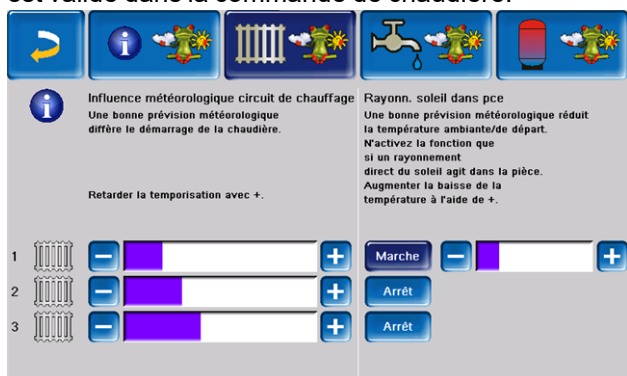 est valide dans la commande de chaudière.
Influence météorologique circuit de chauffage
Une bonne prévision météorologique
diffère le démarrage de la chaudière.
Retarder la temporisation avec +.
Rayonn. soleil dans pce
Une bonne prévision météorologique réduit
la température ambiante/de départ.
N'activez la fonction que
si un rayonnement
direct du soleil agit dans la pièce.
Augmenter la baisse de la
température à l'aide de +.
1
Marche
2
Arrêt
3
Arrêt